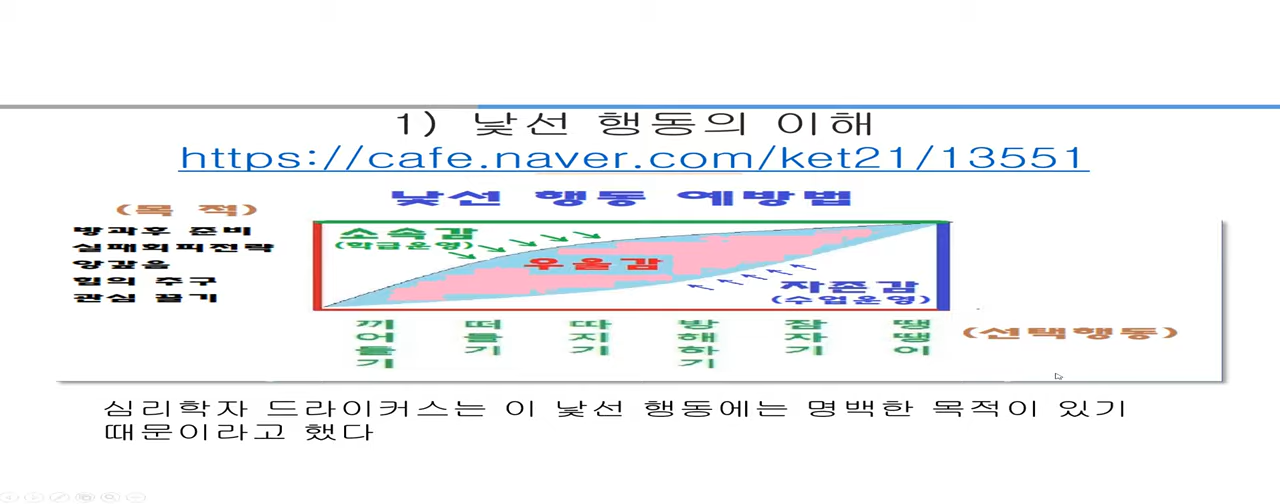 1) 낯선 행동의 이해
https://cafe.naver.com/ket21/13551
낯선 행동 예방법
(목 적)
방과후 준비
실패회피전략
앙갚음
힘의 추구
관심 끌기
소속감
(학급운영)
우울감
자존감
(수업운영)
끼어들기
떠들기
따지기
방해하기
잠자기
땡땡이
(선택행동)
심리학자 드라이커스는 이 낯선 행동에는 명백한 목적이 있기
때문이라고 했다